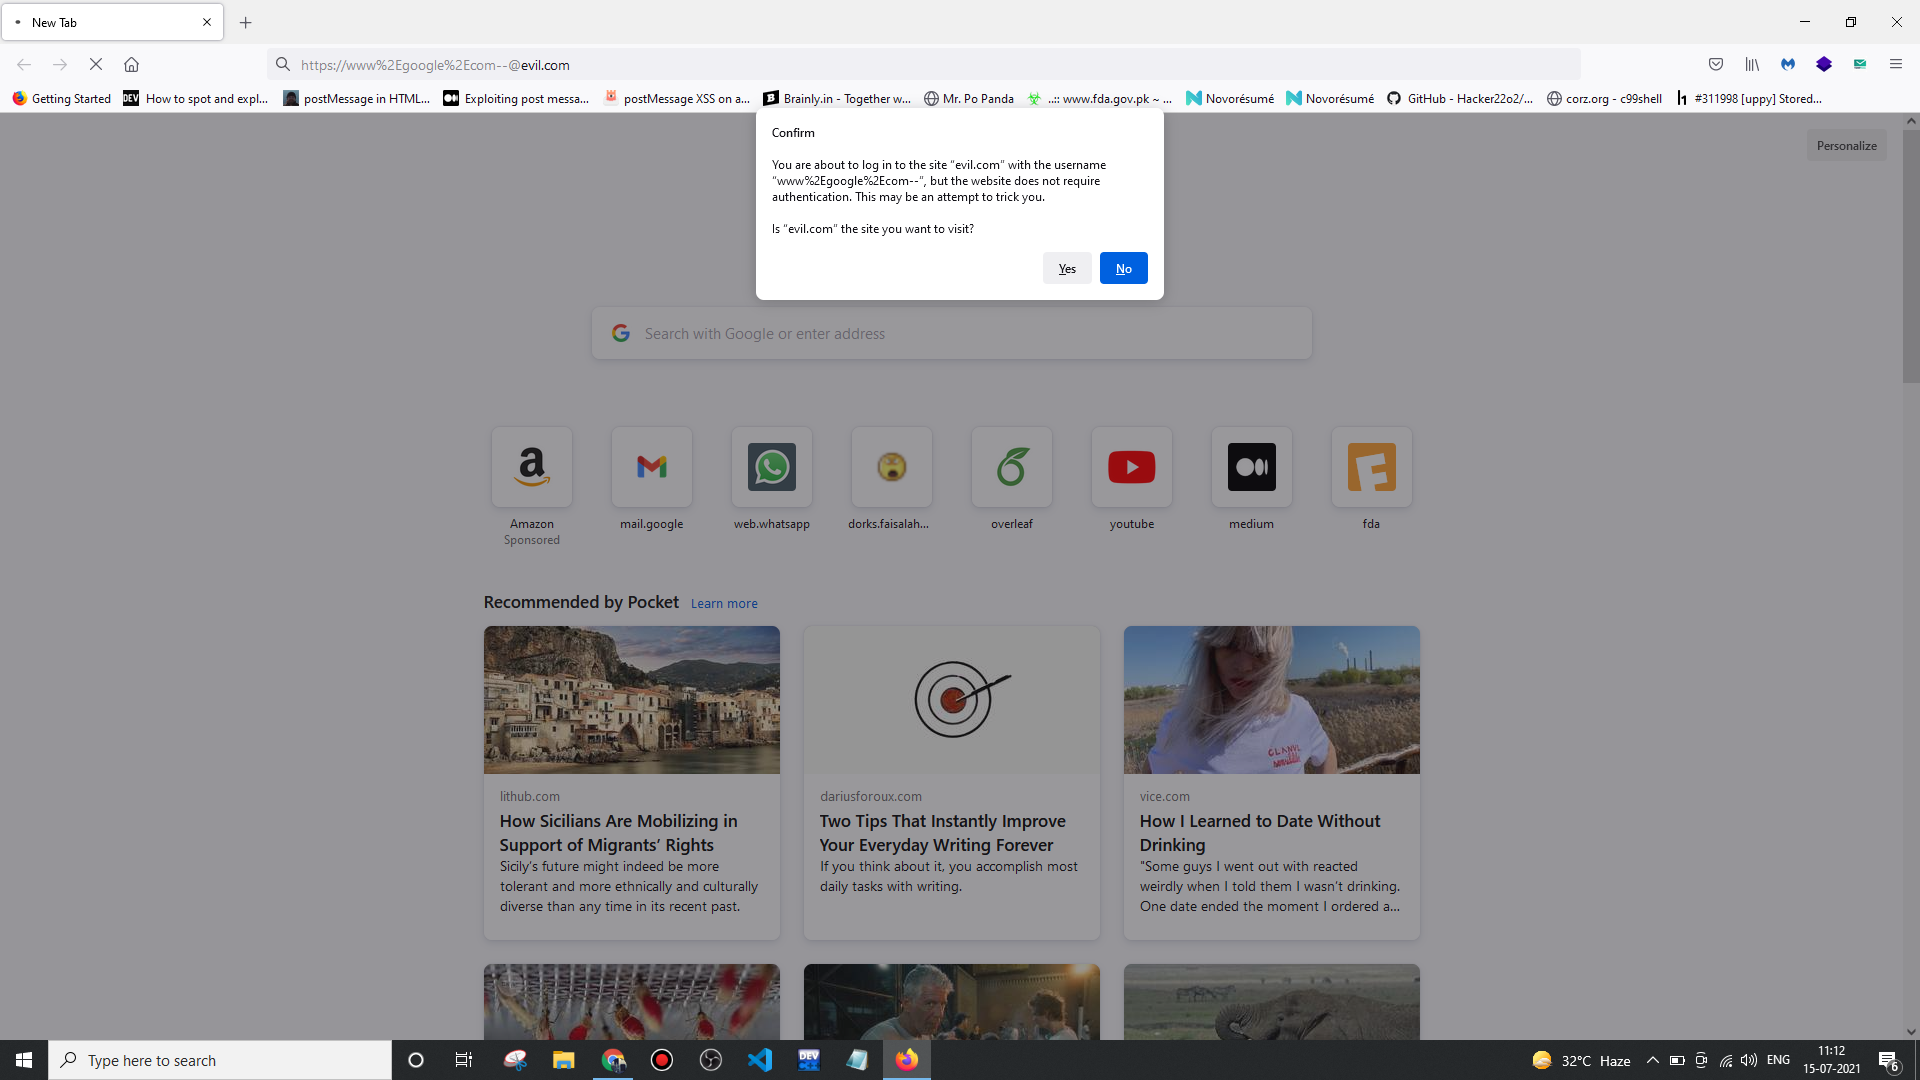 New Tab
https://www%2Egoogle%2Ecom--@evil.com
Getting Started
DEV How to spot and expl...
postMessage in HTML...
Exploiting post messa...
postMessage XSS on a...
Brainly.in - Together w...
Mr. Po Panda
..:: www.fda.gov.pk ~ ...
Novorésumé
Novorésumé
GitHub - Hacker22o2/...
corz.org - c99shell
#311998 [uppy] Stored...
Confirm
You are about to log in to the site “evil.com” with the username
“www%2Egoogle%2Ecom--”, but the website does not require
authentication. This may be an attempt to trick you.
Is “evil.com” the site you want to visit?
Yes
No
Personalize
Search with Google or enter address
Amazon
Sponsored
mail.google
web.whatsapp
dorks.faisalah...
overleaf
youtube
medium
fda
Recommended by Pocket Learn more
lithub.com
How Sicilians Are Mobilizing in
Support of Migrants’ Rights
Sicily’s future might indeed be more
tolerant and more ethnically and culturally
diverse than any time in its recent past.
dariusforoux.com
Two Tips That Instantly Improve
Your Everyday Writing Forever
If you think about it, you accomplish most
daily tasks with writing.
vice.com
How I Learned to Date Without
Drinking
"Some guys I went out with reacted
weirdly when I told them I wasn’t drinking.
One date ended the moment I ordered a...
Type here to search
DEV
32°C Haze
ENG
11:12
15-07-2021
6